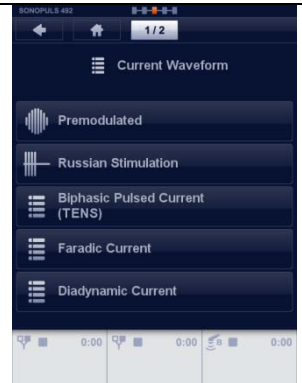 SONOPULS 492
1/2
Current Waveform
Premodulated
Russian Stimulation
Biphasic Pulsed Current
(TENS)
Faradic Current
Diadynamic Current
0:00 0:00 B 0:00